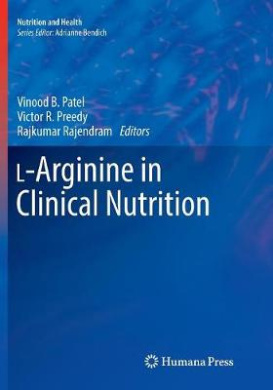 Nutrition and Health
Series Editor: Adrianne Bendich
Vinood B. Patel
Victor R. Preedy
Rajkumar Rajendram Editors
L-Arginine in
Clinical Nutrition
Humana Press